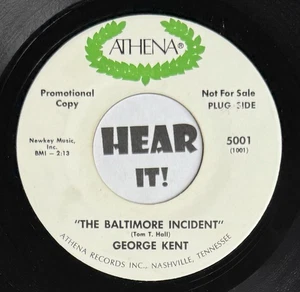 ATHENA®
Promotional
Copy
Not For Sale
PLUG SIDE
Newkey Music,
Inc.
BMI - 2:13
HEAR
IT!
5001
(1001)
"THE BALTIMORE INCIDENT"
(Tom T. Hall)
GEORGE KENT
ATHENA RECORDS INC., NASHVILLE, TENNESSEE